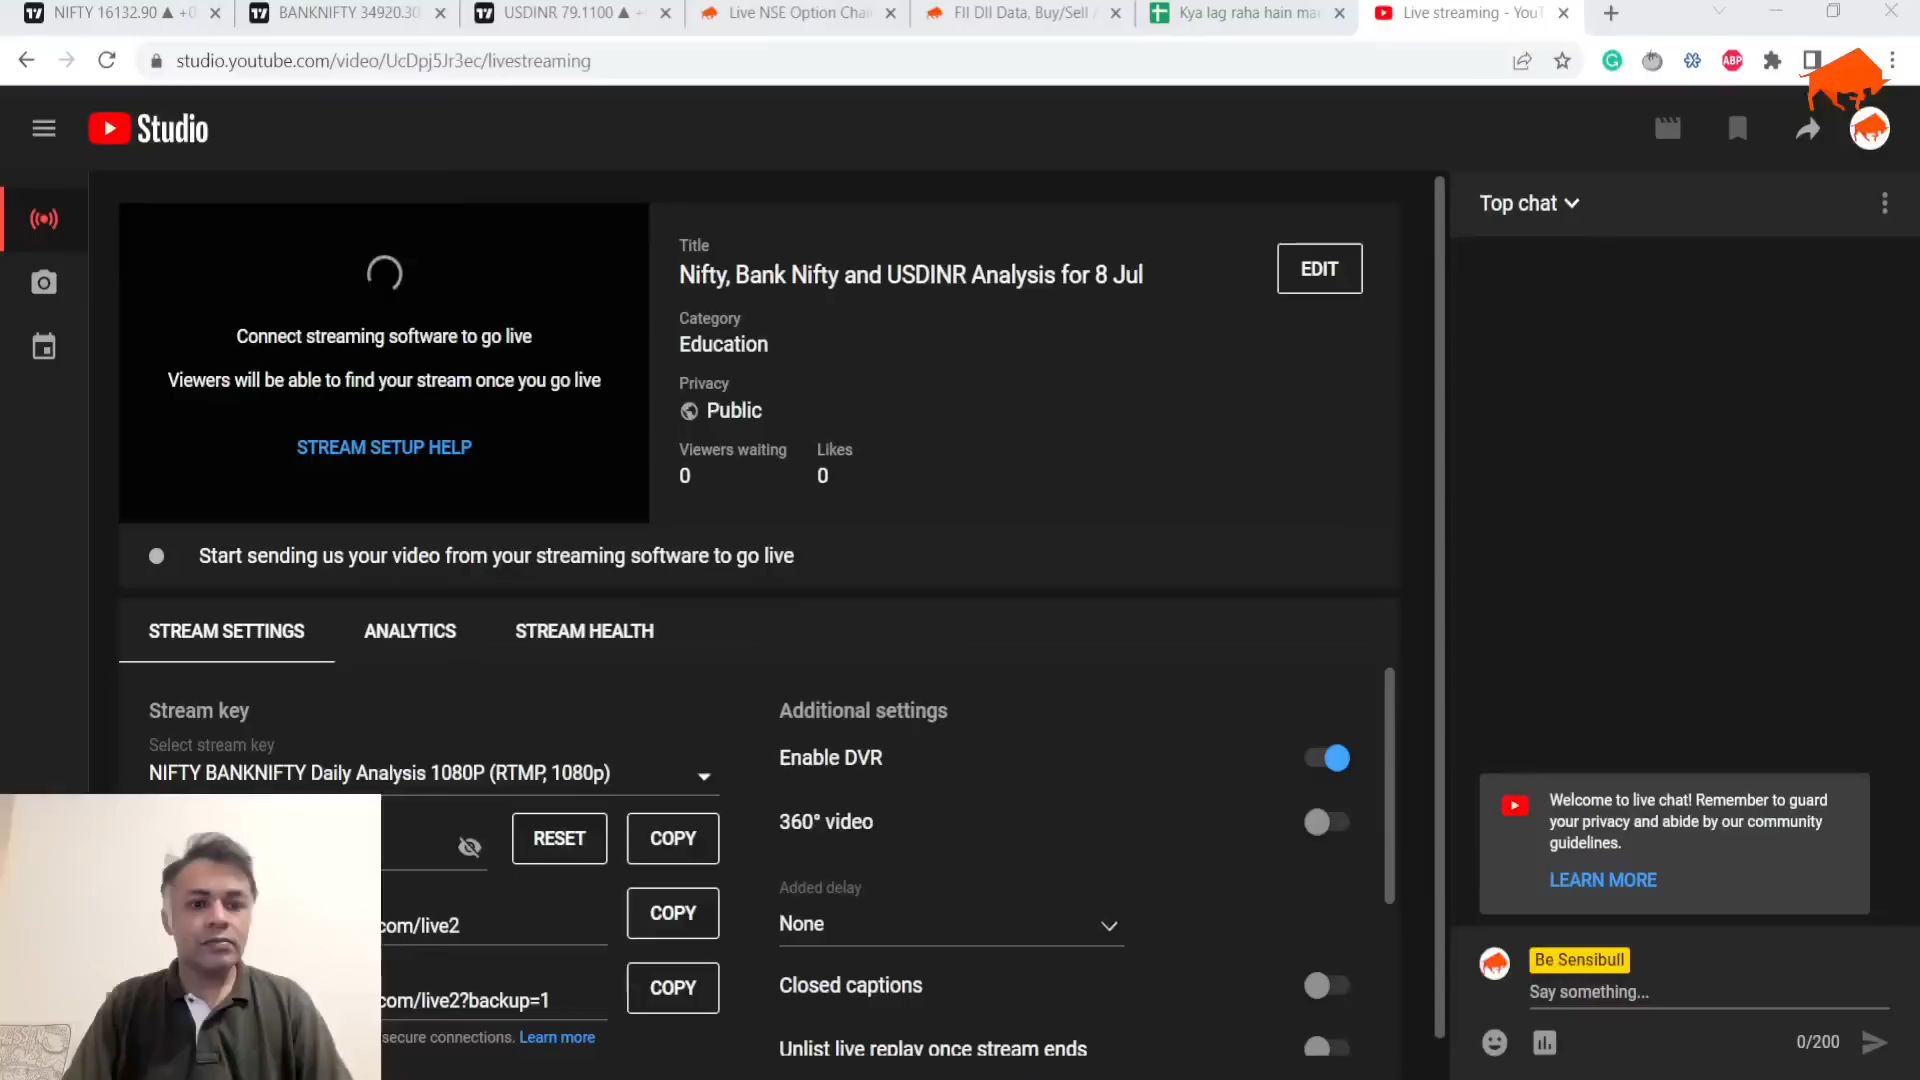 NIFTY 16132.90 ▲ +0
BANKNIFTY 34920.30
USDINR 79.1100 ▲
Live NSE Option Chai
FII DII Data, Buy/Sell
Kya lag raha hain ma
Live streaming - YouT
studio.youtube.com/video/UcDpj5Jr3ec/livestreaming
ABP
Studio
Connect streaming software to go live
Viewers will be able to find your stream once you go live
STREAM SETUP HELP
Title
Nifty, Bank Nifty and USDINR Analysis for 8 Jul
EDIT
Category
Education
Privacy
Public
Viewers waiting
Likes
0
0
Start sending us your video from your streaming software to go live
STREAM SETTINGS
ANALYTICS
STREAM HEALTH
Stream key
Select stream key
NIFTY BANKNIFTY Daily Analysis 1080P (RTMP, 1080p)
RESET
COPY
com/live2
COPY
com/live2?backup=1
COPY
secure connections. Learn more
Additional settings
Enable DVR
360° video
Added delay
None
Closed captions
Unlist live replay once stream ends
Top chat
Welcome to live chat! Remember to guard
your privacy and abide by our community
guidelines.
LEARN MORE
Be Sensibull
Say something...
0/200